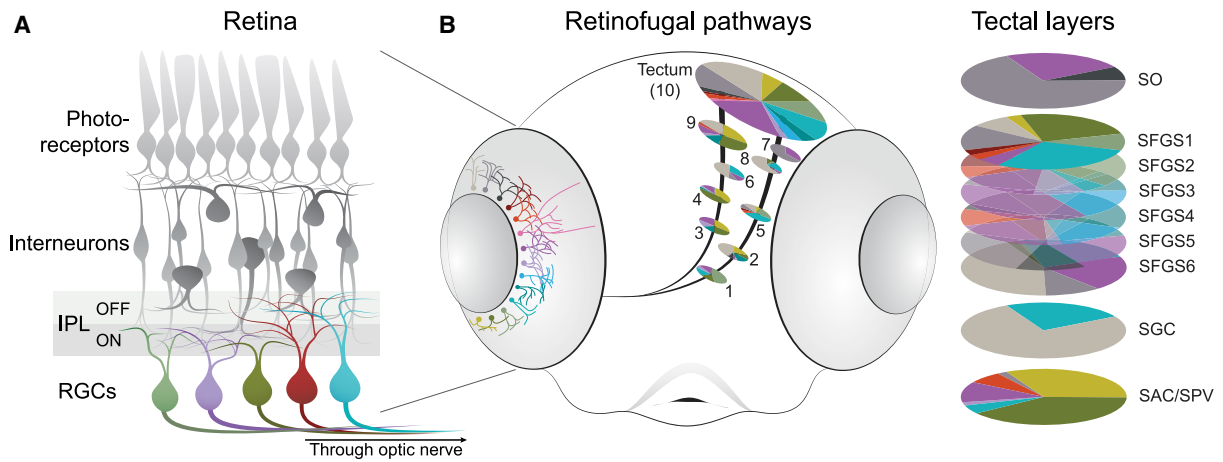 A
Retina
Photo-
receptors
Interneurons
OFF
IPL
ON
RGCs
Through optic nerve
B
Retinofugal pathways
Tectum
(10)
9
7
8
6
4
5
3
2
1
Tectal layers
SO
SFGS1
SFGS2
SFGS3
SFGS4
SFGS5
SFGS6
SGC
SAC/SPV